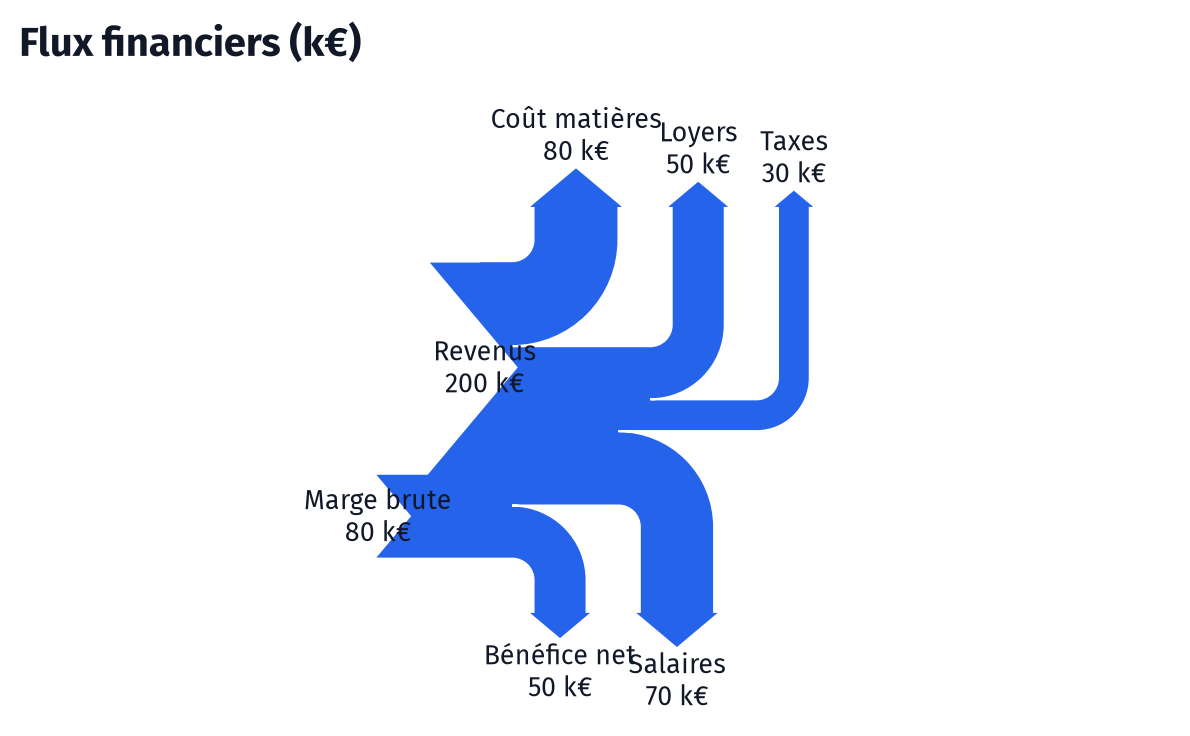 Flux financiers (k€)
Coût matières
80 k€
Loyers
50 k€
Taxes
30 k€
Revenus
200 k€
Marge brute
80 k€
Bénéfice net
50 k€
Salaires
70 k€